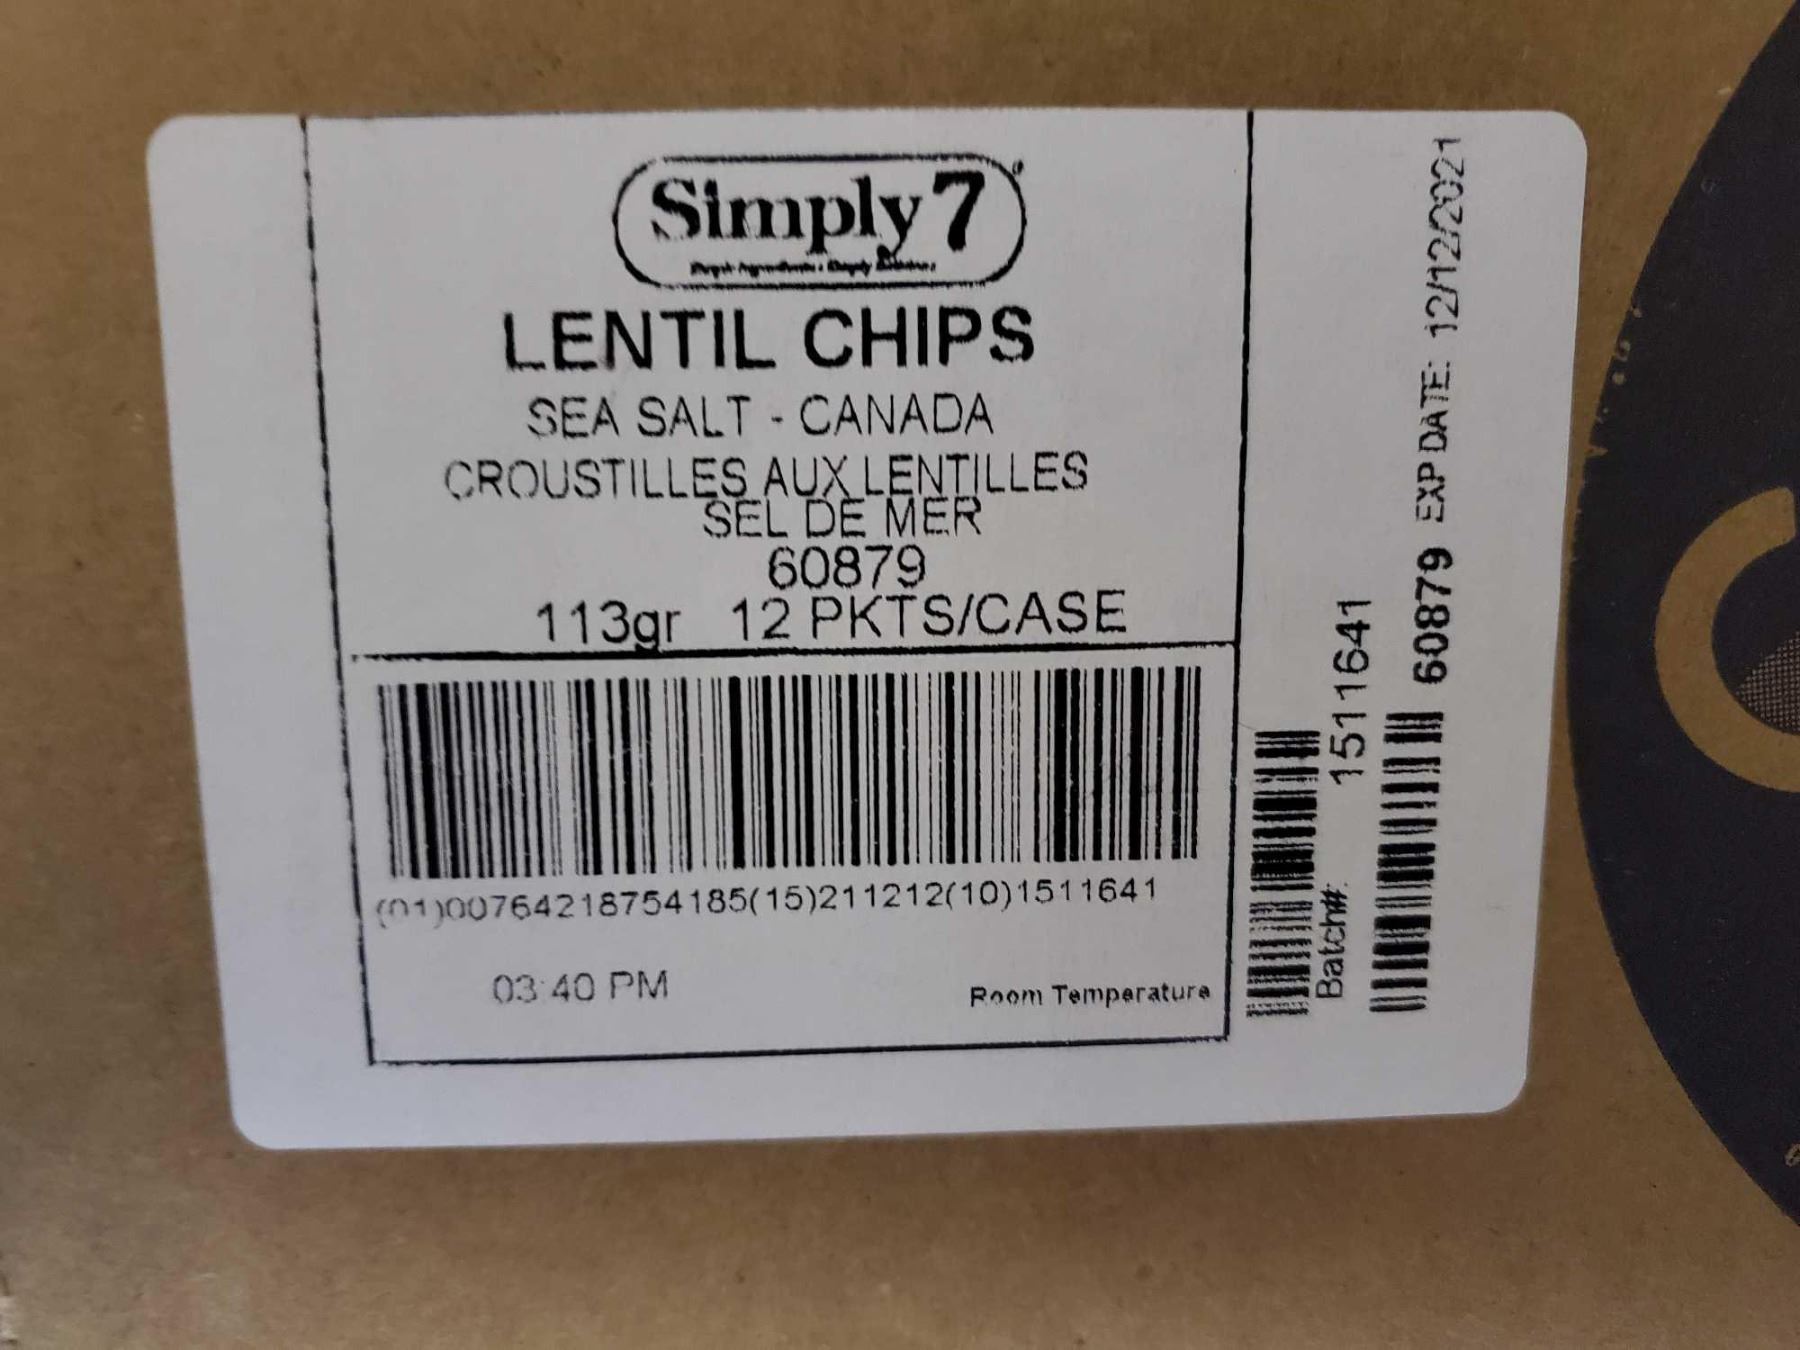 Simply 7®
LENTIL CHIPS
SEA SALT - CANADA
CROUSTILLES AUX LENTILLES
SEL DE MER
60879
113gr 12 PKTS/CASE
(01)00764218754185(15)211212(10)1511641
03:40 PM
Room Temperature
Batch#: 1511641
60879 EXP DATE: 12/12/2021